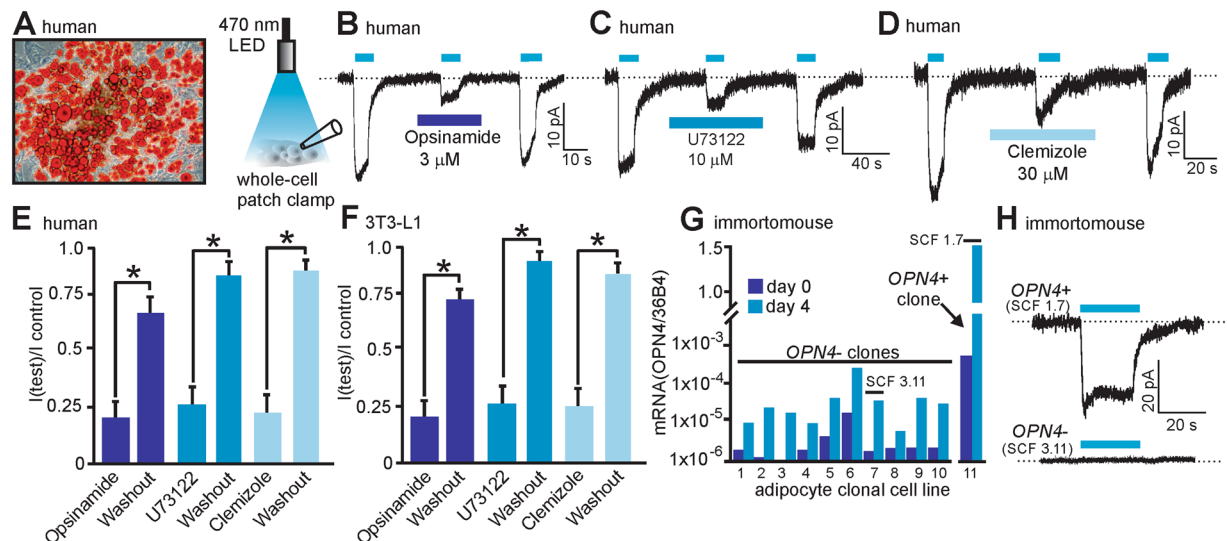 A human
470 nm
LED
whole-cell
patch clamp
B human
Opsinamide
3 µM
10 pA
10 s
C human
U73122
10 µM
10 pA
40 s
D human
Clemizole
30 µM
10 pA
20 s
E human
I(test)/I control
1.0
0.75
0.5
0.25
0
Opsinamide
Washout
U73122
Washout
Clemizole
Washout
* * *
F 3T3-L1
I(test)/I control
1.0
0.75
0.5
0.25
0
Opsinamide
Washout
U73122
Washout
Clemizole
Washout
* * *
G immortomouse
mRNA(OPN4/36B4)
1.5
1.0
1x10-3
1x10-4
1x10-5
1x10-6
day 0
day 4
SCF 1.7
OPN4+
clone
OPN4- clones
SCF 3.11
1 2 3 4 5 6 7 8 9 10 11
adipocyte clonal cell line
H immortomouse
OPN4+
(SCF 1.7)
20 pA
20 s
OPN4-
(SCF 3.11)